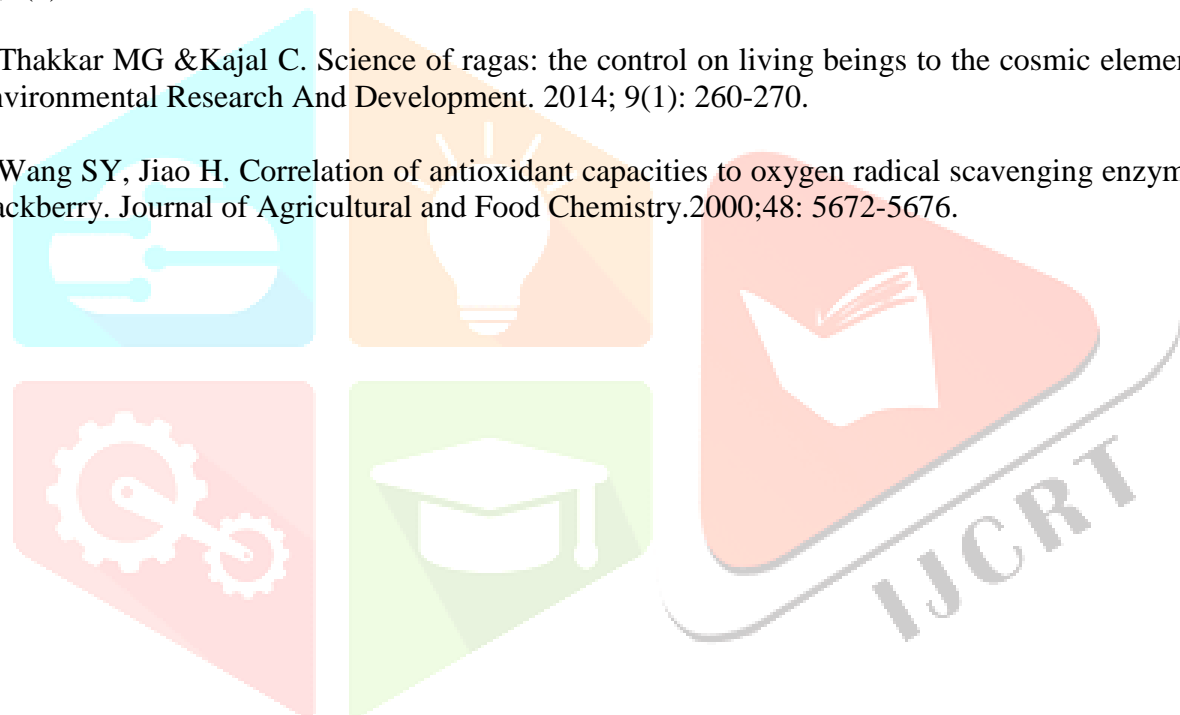 Thakkar MG &Kajal C. Science of ragas: the control on living beings to the cosmic elemen
nvironmental Research And Development. 2014; 9(1): 260-270.
Wang SY, Jiao H. Correlation of antioxidant capacities to oxygen radical scavenging enzym
ackberry. Journal of Agricultural and Food Chemistry.2000;48: 5672-5676.
IJCRT